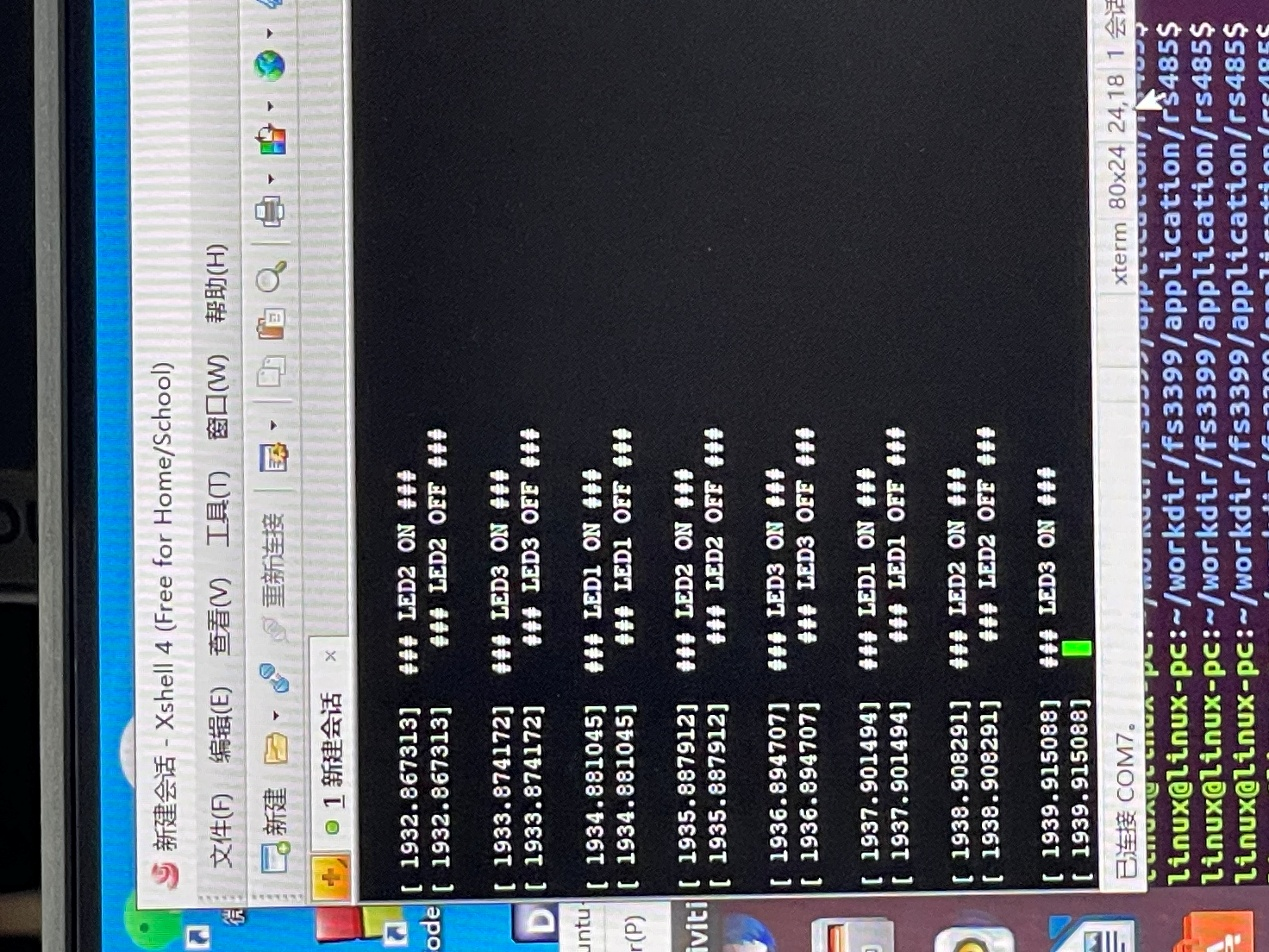 新建会话 - Xshell 4 (Free for Home/School)
文件(F) 编辑(E) 查看(V) 工具(T) 窗口(W) 帮助(H)
新建 重新连接
1 新建会话 ×
[ 1932.867313] ### LED2 ON ###
[ 1932.867313] ### LED2 OFF ###
[ 1933.874172] ### LED3 ON ###
[ 1933.874172] ### LED3 OFF ###
[ 1934.881045] ### LED1 ON ###
[ 1934.881045] ### LED1 OFF ###
[ 1935.887912] ### LED2 ON ###
[ 1935.887912] ### LED2 OFF ###
[ 1936.894707] ### LED3 ON ###
[ 1936.894707] ### LED3 OFF ###
[ 1937.901494] ### LED1 ON ###
[ 1937.901494] ### LED1 OFF ###
[ 1938.908291] ### LED2 ON ###
[ 1938.908291] ### LED2 OFF ###
[ 1939.915088] ### LED3 ON ###
[ 1939.915088]
已连接 COM7。 xterm 80x24 24,18 1 会话
linux@linux-pc:~/workdir/fs3399/application/rs485$
linux@linux-pc:~/workdir/fs3399/application/rs485$
linux@linux-pc:~/workdir/fs3399/application/rs485$
ode
untu-
r(P)
iviti